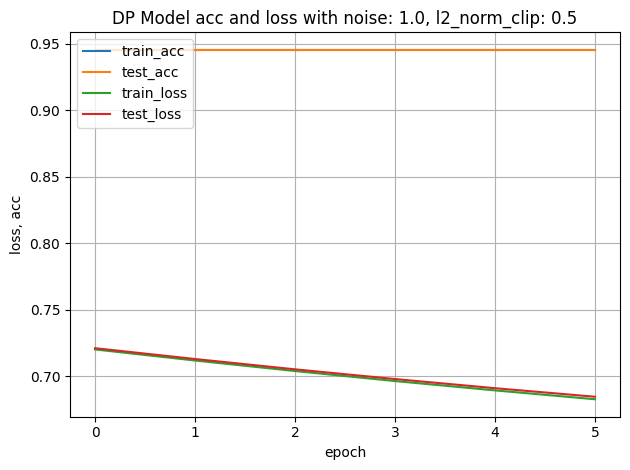 DP Model acc and loss with noise: 1.0, l2_norm_clip: 0.5
train_acc
test_acc
train_loss
test_loss
0.95
0.90
0.85
0.80
0.75
0.70
loss, acc
0 1 2 3 4 5
epoch